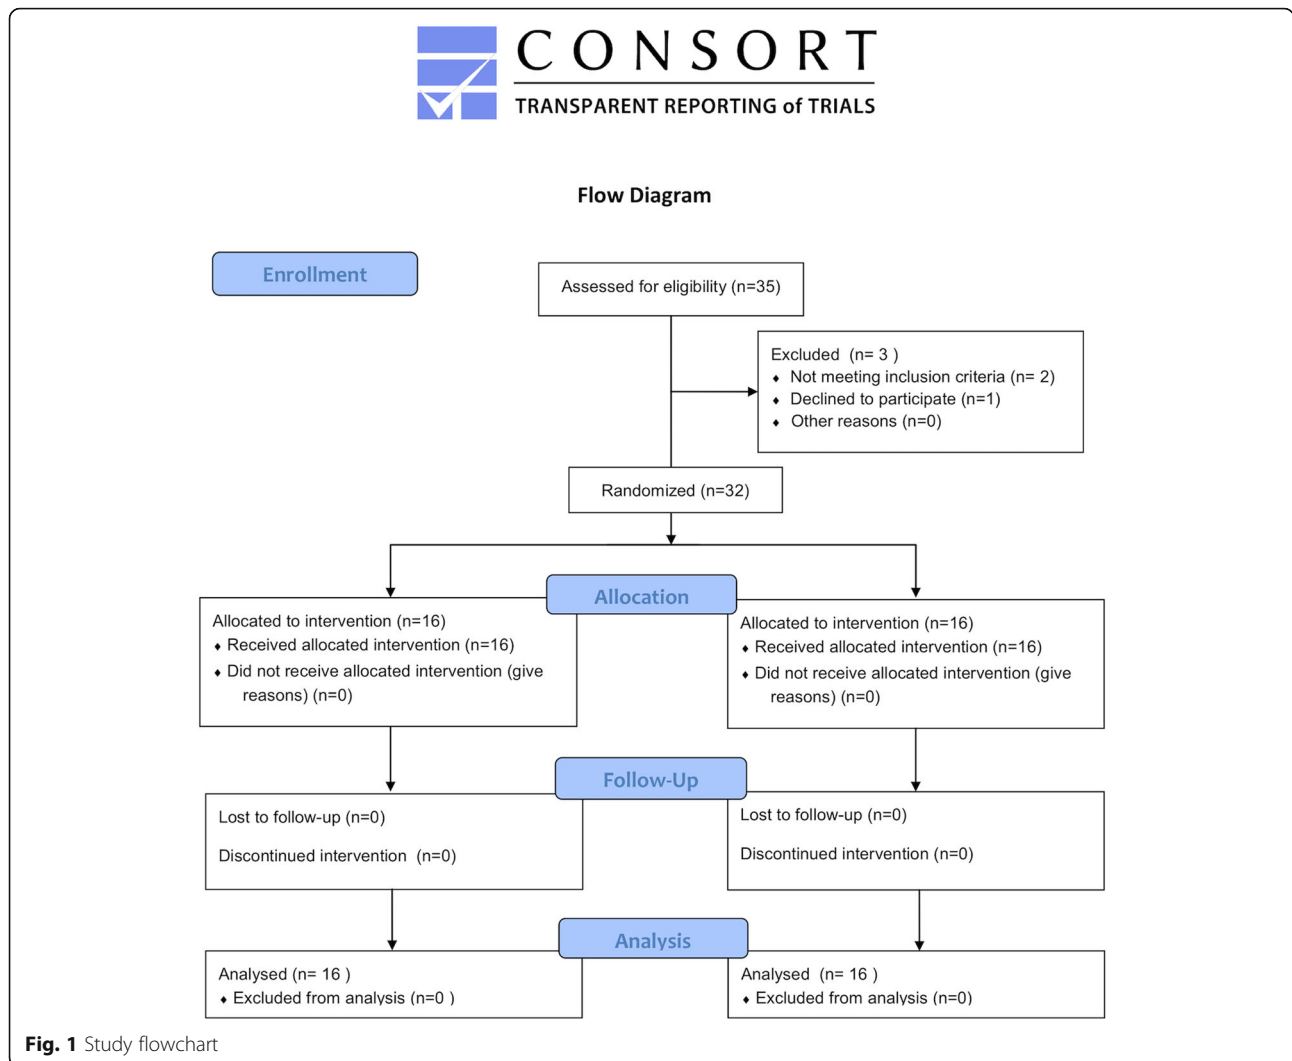 CONSORT
TRANSPARENT REPORTING of TRIALS
Flow Diagram
Enrollment
Assessed for eligibility (n=35)
Excluded (n= 3 )
♦ Not meeting inclusion criteria (n= 2)
♦ Declined to participate (n=1)
♦ Other reasons (n=0)
Randomized (n=32)
Allocation
Allocated to intervention (n=16)
♦ Received allocated intervention (n=16)
♦ Did not receive allocated intervention (give
reasons) (n=0)
Allocated to intervention (n=16)
♦ Received allocated intervention (n=16)
♦ Did not receive allocated intervention (give
reasons) (n=0)
Follow-Up
Lost to follow-up (n=0)
Discontinued intervention (n=0)
Lost to follow-up (n=0)
Discontinued intervention (n=0)
Analysis
Analysed (n= 16 )
♦ Excluded from analysis (n=0 )
Analysed (n= 16 )
♦ Excluded from analysis (n=0)
Fig. 1 Study flowchart